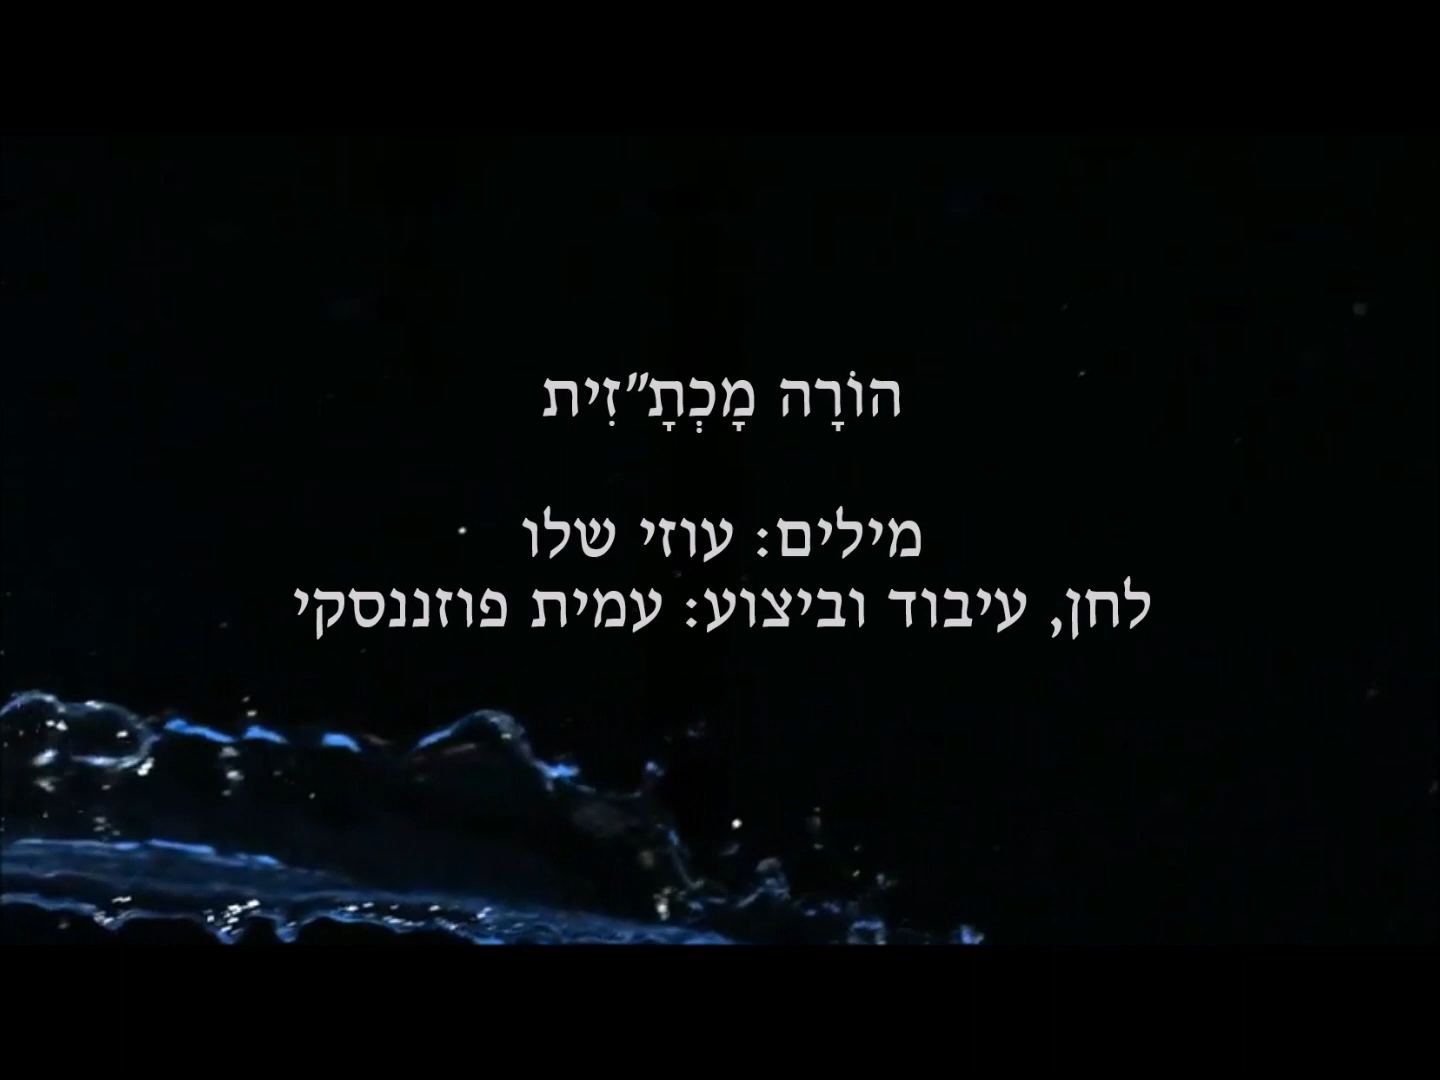 הוֹרָה מָכְתָ"זִית
מילים: עוזי שלו
לחן, עיבוד וביצוע: עמית פוזננסקי